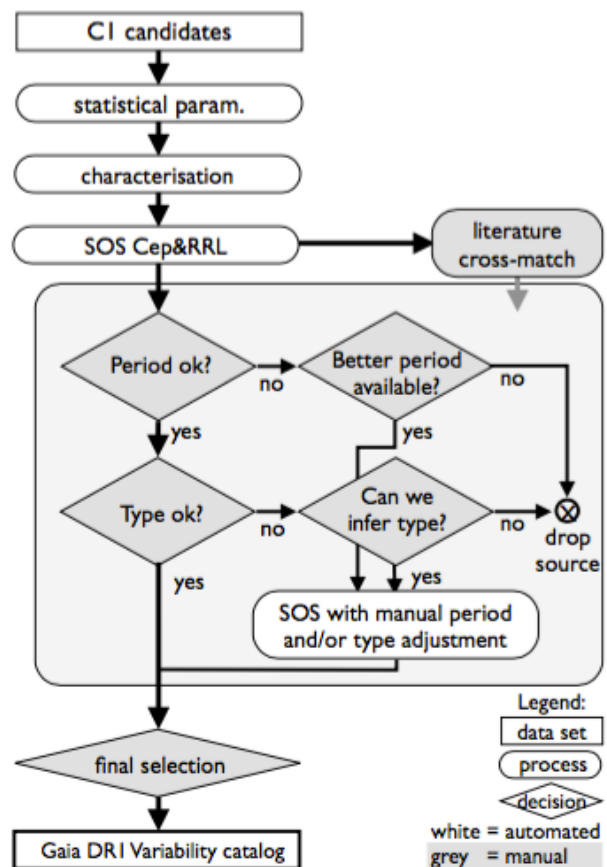 C1 candidates
statistical param.
characterisation
SOS Cep&RRL
literature
cross-match
Period ok?
no
Better period
available?
no
yes
yes
Type ok?
no
Can we
infer type?
no
drop
source
yes
yes
SOS with manual period
and/or type adjustment
final selection
Gaia DR1 Variability catalog
Legend:
data set
process
decision
white = automated
grey = manual